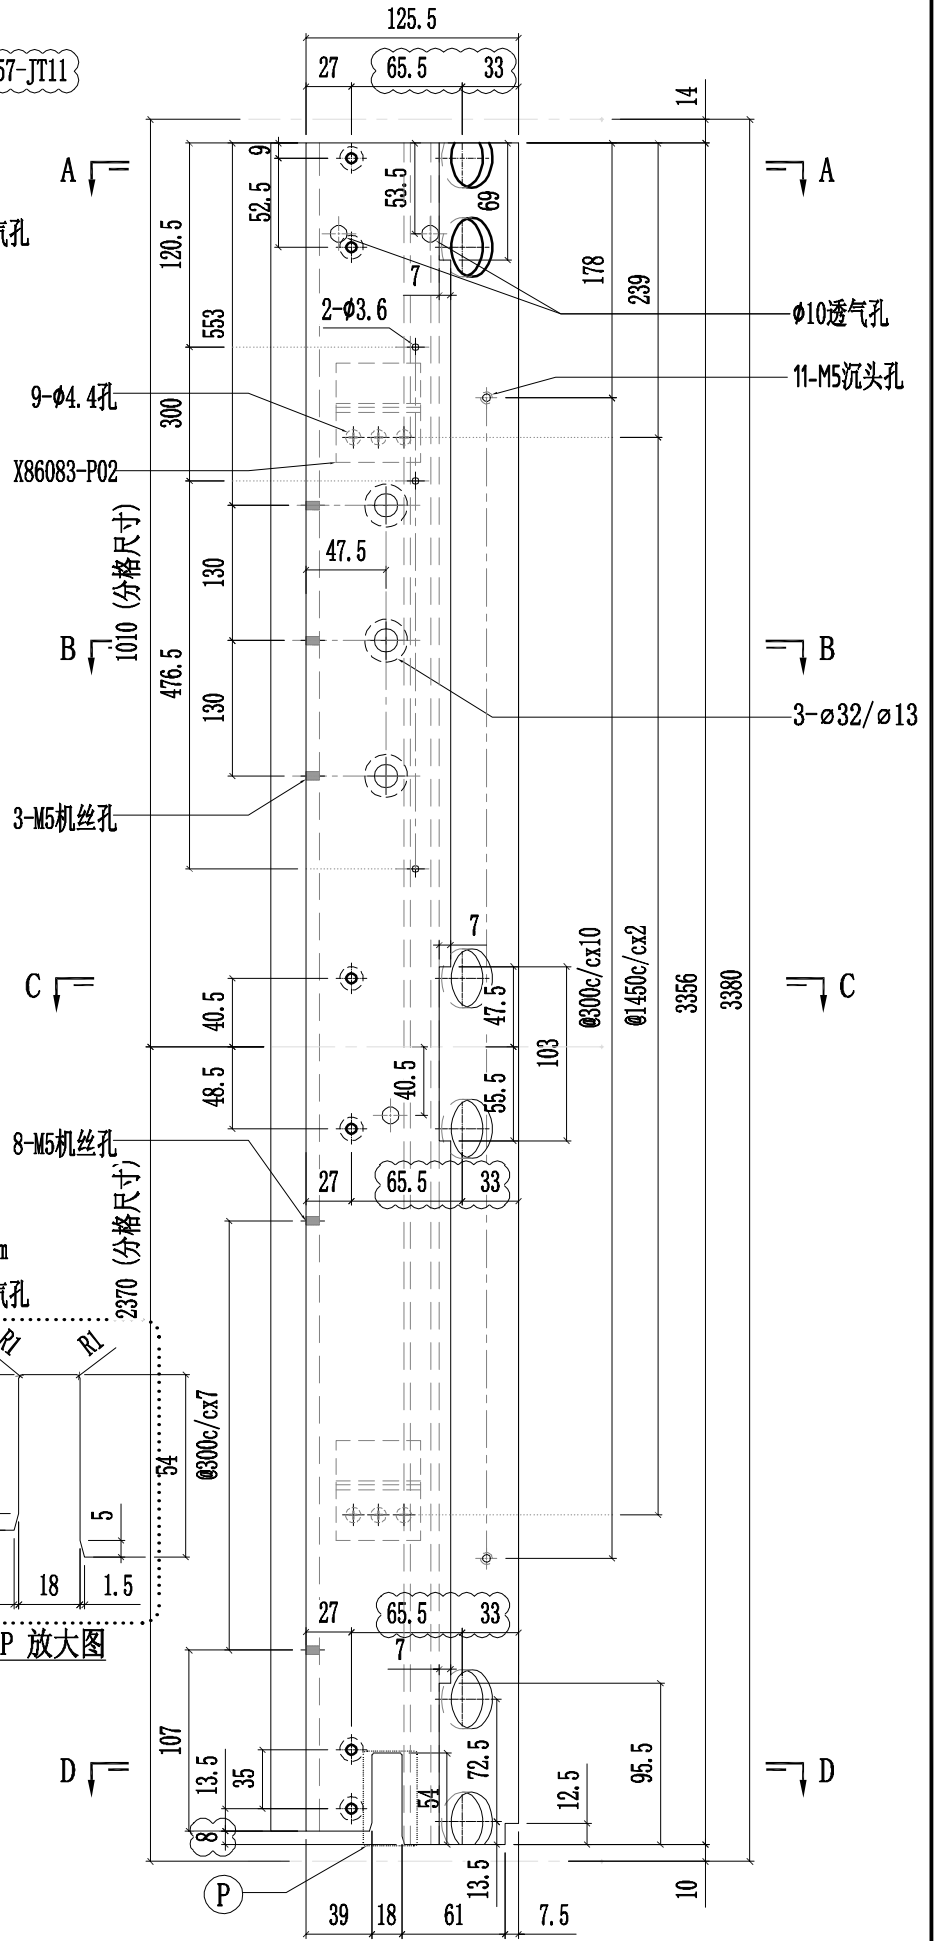 125.5
27
65.5
33
57-JT11
14
A
A
9
52.5
53.5
69
气孔
120.5
178
7
239
553
2-ϕ3.6
ϕ10透气孔
11-M5沉头孔
9-ϕ4.4孔
300
X86083-P02
1010 (分格尺寸)
47.5
130
B
B
476.5
130
3-⌀32/⌀13
3-M5机丝孔
7
@300c/cx10
@1450c/cx2
3356
3380
C
C
40.5
47.5
103
48.5
40.5
55.5
8-M5机丝孔
27
65.5
33
2370 (分格尺寸)
m
气孔
R1
R1
@300c/cx7
54
5
18
1.5
27
65.5
33
P 放大图
7
107
13.5
35
72.5
95.5
D
D
54
12.5
8
13.5
10
P
39
18
61
7.5